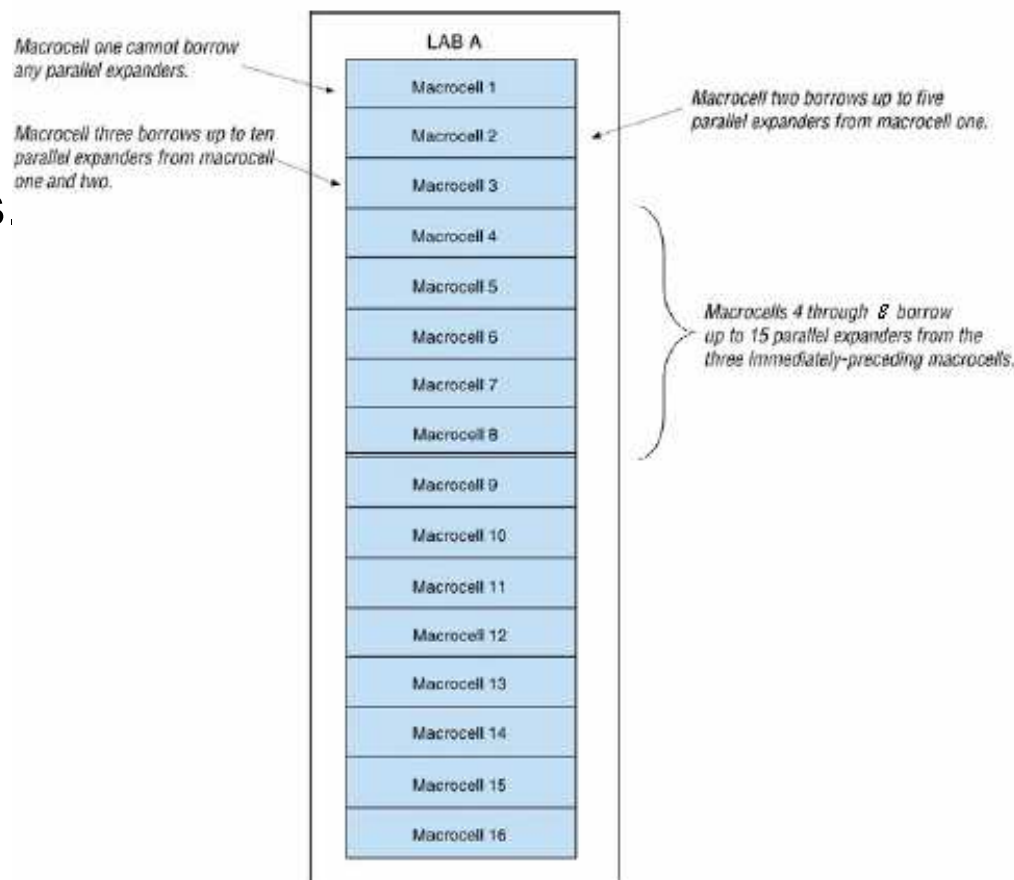 LAB A
Macrocell one cannot borrow
any parallel expanders.
Macrocell 1
Macrocell two borrows up to five
parallel expanders from macrocell one.
Macrocell 2
Macrocell three borrows up to ten
parallel expanders from macrocell
one and two.
Macrocell 3
s.
Macrocell 4
Macrocell 5
Macrocells 4 through 8 borrow
up to 15 parallel expanders from the
three immediately-preceding macrocells.
Macrocell 6
Macrocell 7
Macrocell 8
Macrocell 9
Macrocell 10
Macrocell 11
Macrocell 12
Macrocell 13
Macrocell 14
Macrocell 15
Macrocell 16